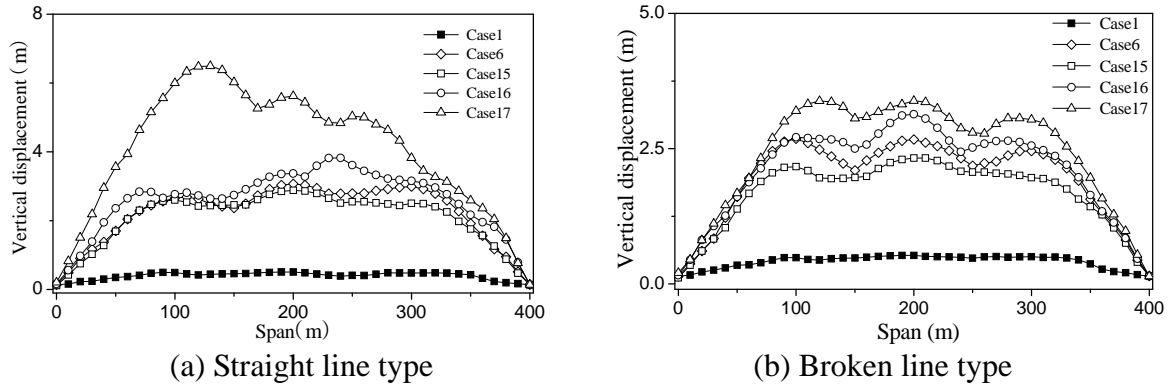 8
4
0
Vertical displacement (m)
Case1
Case6
Case15
Case16
Case17
0 100 200 300 400
Span(m)
(a) Straight line type
5.0
2.5
0.0
Vertical displacement (m)
Case1
Case6
Case15
Case16
Case17
0 100 200 300 400
Span (m)
(b) Broken line type